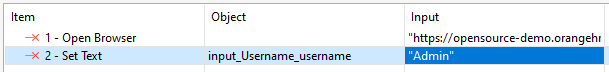 Item Object Input
1 - Open Browser "https://opensource-demo.orangehr
2 - Set Text input_Username_username "Admin"